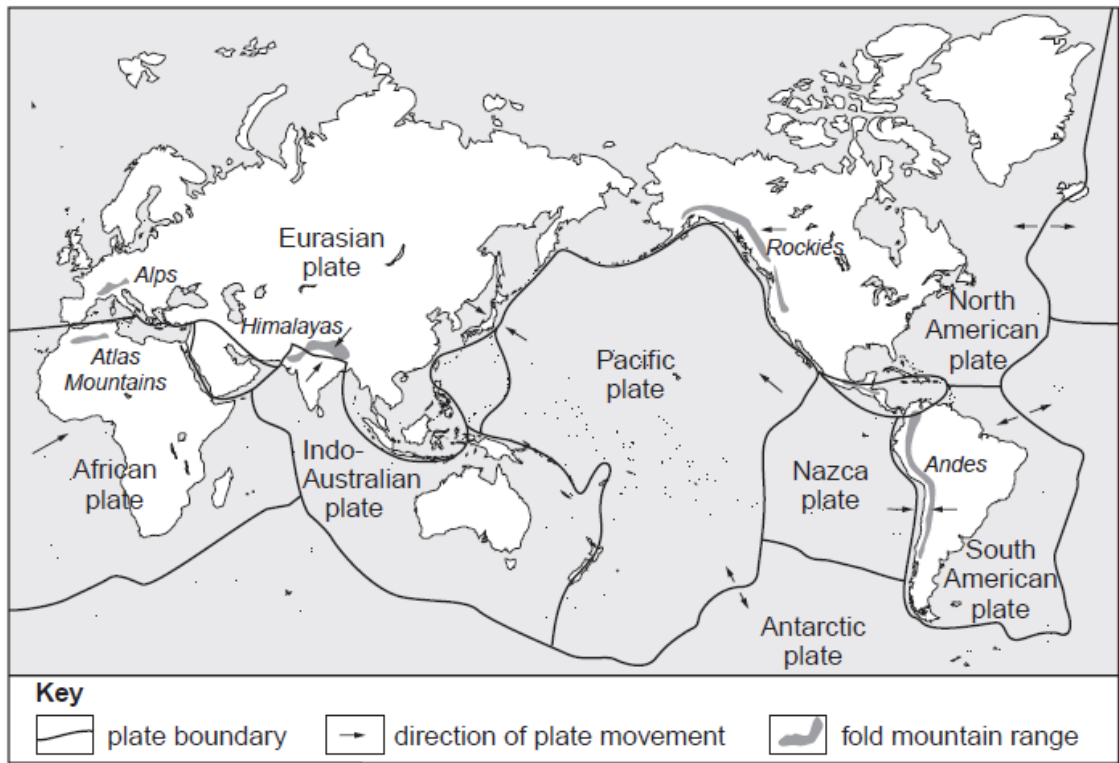 Eurasian
plate
Alps
Himalayas
Atlas
Mountains
African
plate
Indo-
Australian
plate
Pacific
plate
Rockies
North
American
plate
Nazca
plate
Andes
South
American
plate
Antarctic
plate
Key
plate boundary
direction of plate movement
fold mountain range